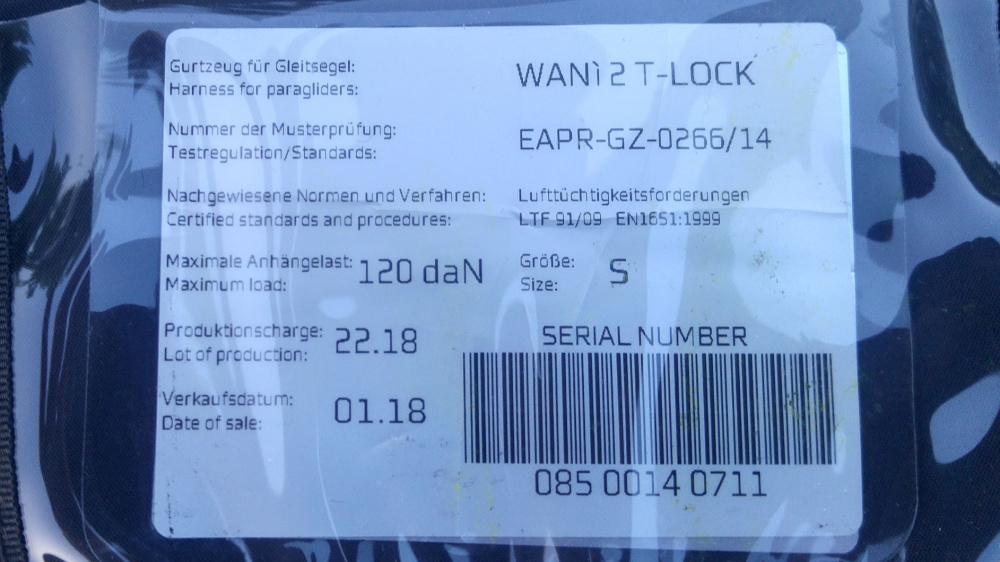 Gurtzeug für Gleitsegel:
Harness for paragliders:
WANì 2 T-LOCK
Nummer der Musterprüfung:
Testregulation/Standards:
EAPR-GZ-0266/14
Nachgewiesene Normen und Verfahren:
Certified standards and procedures:
Lufttüchtigkeitsforderungen
LTF 91/09 EN1651:1999
Maximale Anhängelast:
Maximum load:
120 daN
Größe:
Size:
S
Produktionscharge:
Lot of production:
22.18
Verkaufsdatum:
Date of sale:
01.18
SERIAL NUMBER
085 0014 0711